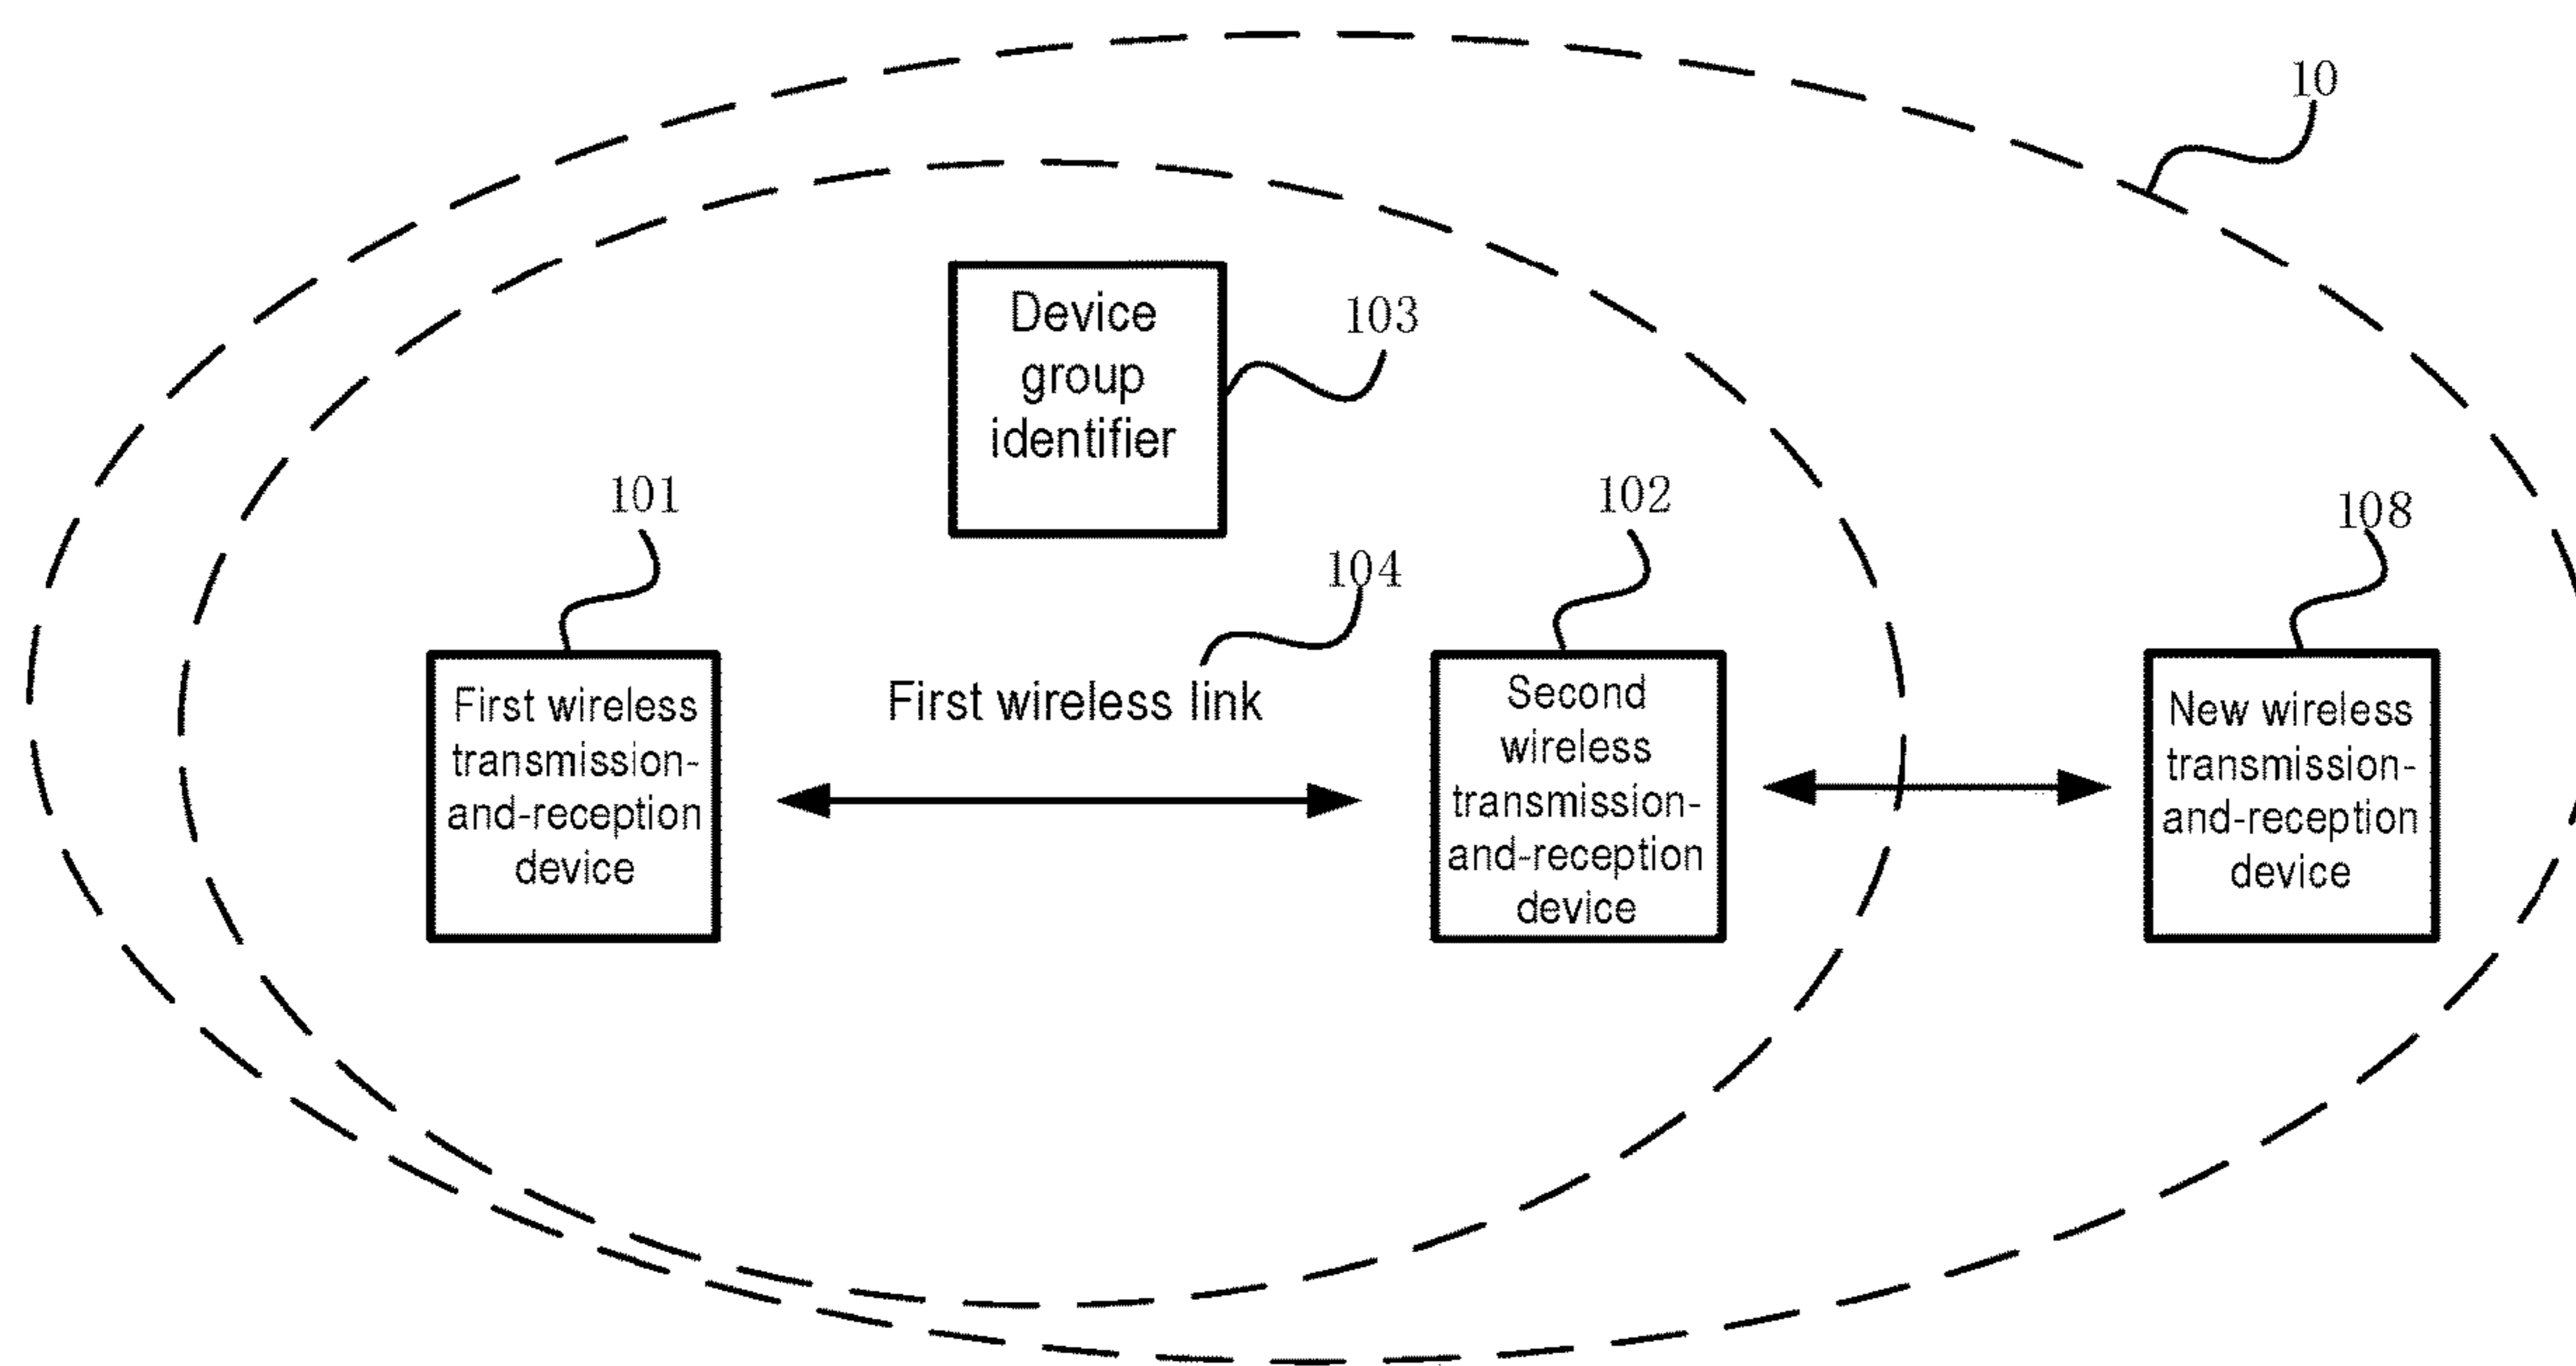 10
Device
group
identifier
103
101
102
108
104
First wireless
transmission-
and-reception
device
First wireless link
Second
wireless
transmission-
and-reception
device
New wireless
transmission-
and-reception
device